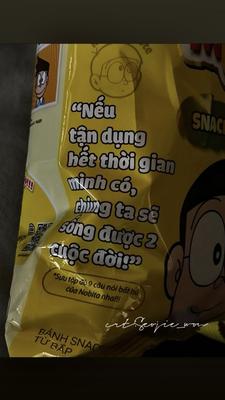 "Nếu
tận dụng
hết thời gian
mình có,
chúng ta sẽ
sống được 2
cuộc đời!"
"Sưu tập đủ 9 câu nói bất hủ
của Nobita nha!!!
BÁNH SNAC
TỪ BẮP
SNAC